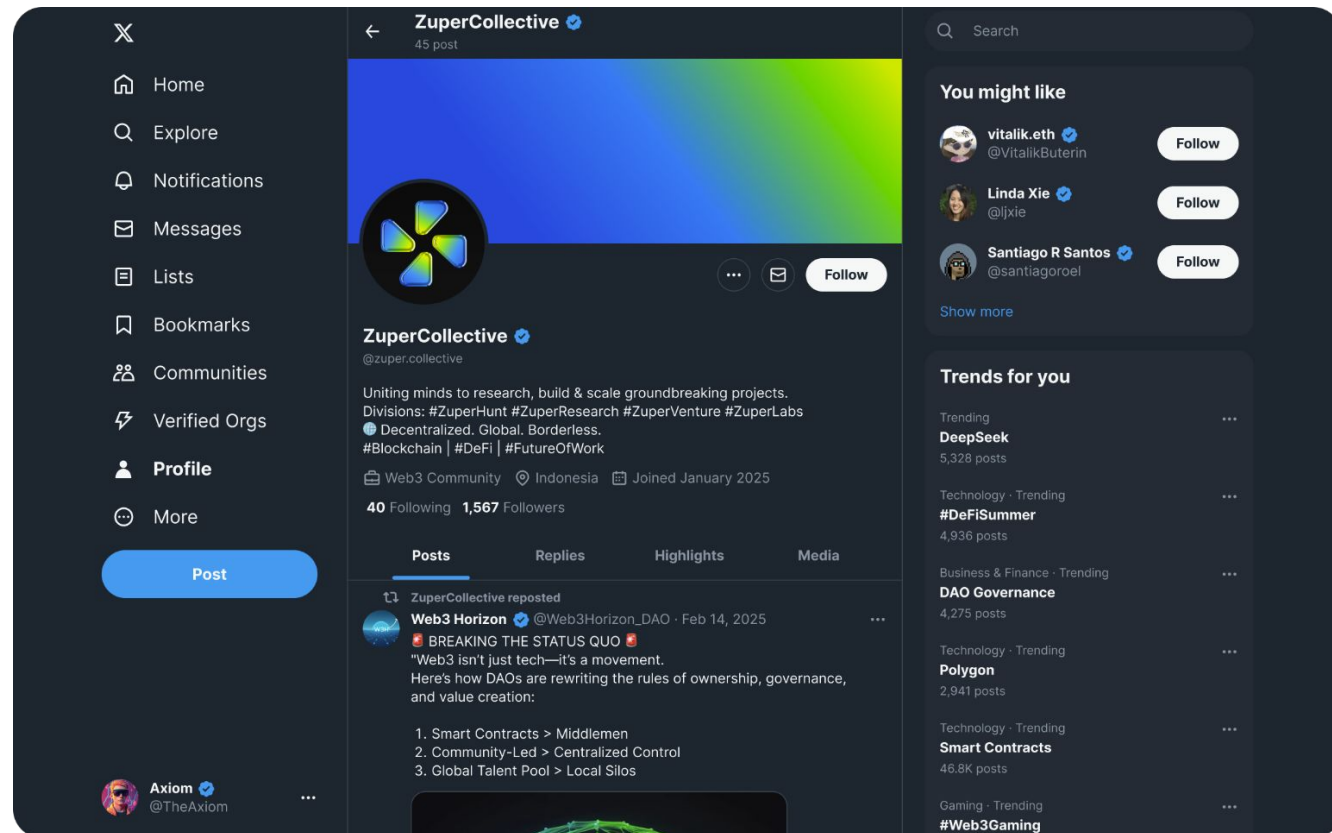 Home
Explore
Notifications
Messages
Lists
Bookmarks
Communities
Verified Orgs
Profile
More
Post
Axiom
@TheAxiom
ZuperCollective
45 post
Follow
ZuperCollective
@zuper.collective
Uniting minds to research, build & scale groundbreaking projects.
Divisions: #ZuperHunt #ZuperResearch #ZuperVenture #ZuperLabs
Decentralized. Global. Borderless.
#Blockchain | #DeFi | #FutureOfWork
Web3 Community Indonesia Joined January 2025
40 Following 1,567 Followers
Posts Replies Highlights Media
ZuperCollective reposted
Web3 Horizon @Web3Horizon_DAO · Feb 14, 2025
🚨 BREAKING THE STATUS QUO 🚨
"Web3 isn't just tech—it's a movement.
Here's how DAOs are rewriting the rules of ownership, governance,
and value creation:
1. Smart Contracts > Middlemen
2. Community-Led > Centralized Control
3. Global Talent Pool > Local Silos
Search
You might like
vitalik.eth
@VitalikButerin
Follow
Linda Xie
@ljxie
Follow
Santiago R Santos
@santiagoroel
Follow
Show more
Trends for you
Trending
DeepSeek
5,328 posts
Technology · Trending
#DeFiSummer
4,936 posts
Business & Finance · Trending
DAO Governance
4,275 posts
Technology · Trending
Polygon
2,941 posts
Technology · Trending
Smart Contracts
46.8K posts
Gaming · Trending
#Web3Gaming